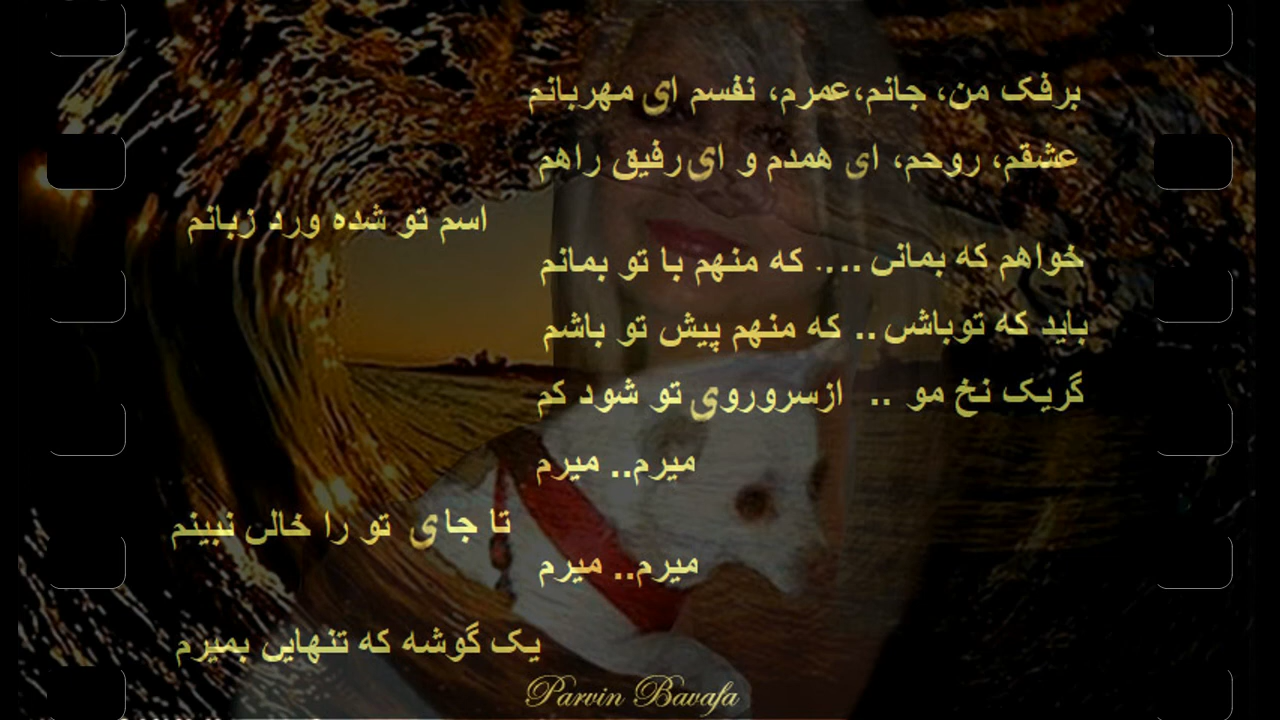 برفک من، جانم،عمرم، نفسم ای مهربانم
عشقم، روحم، ای همدم و ای رفیق راهم
اسم تو شده ورد زبانم
خواهم که بمانی .... که منهم با تو بمانم
باید که توباشی .. که منهم پیش تو باشم
گریک نخ مو .. ازسروروی تو شود کم
میرم.. میرم
تا جای تو را خالی نبینم
میرم.. میرم
یک گوشه که تنهایی بمیرم
Parvin Bavafa